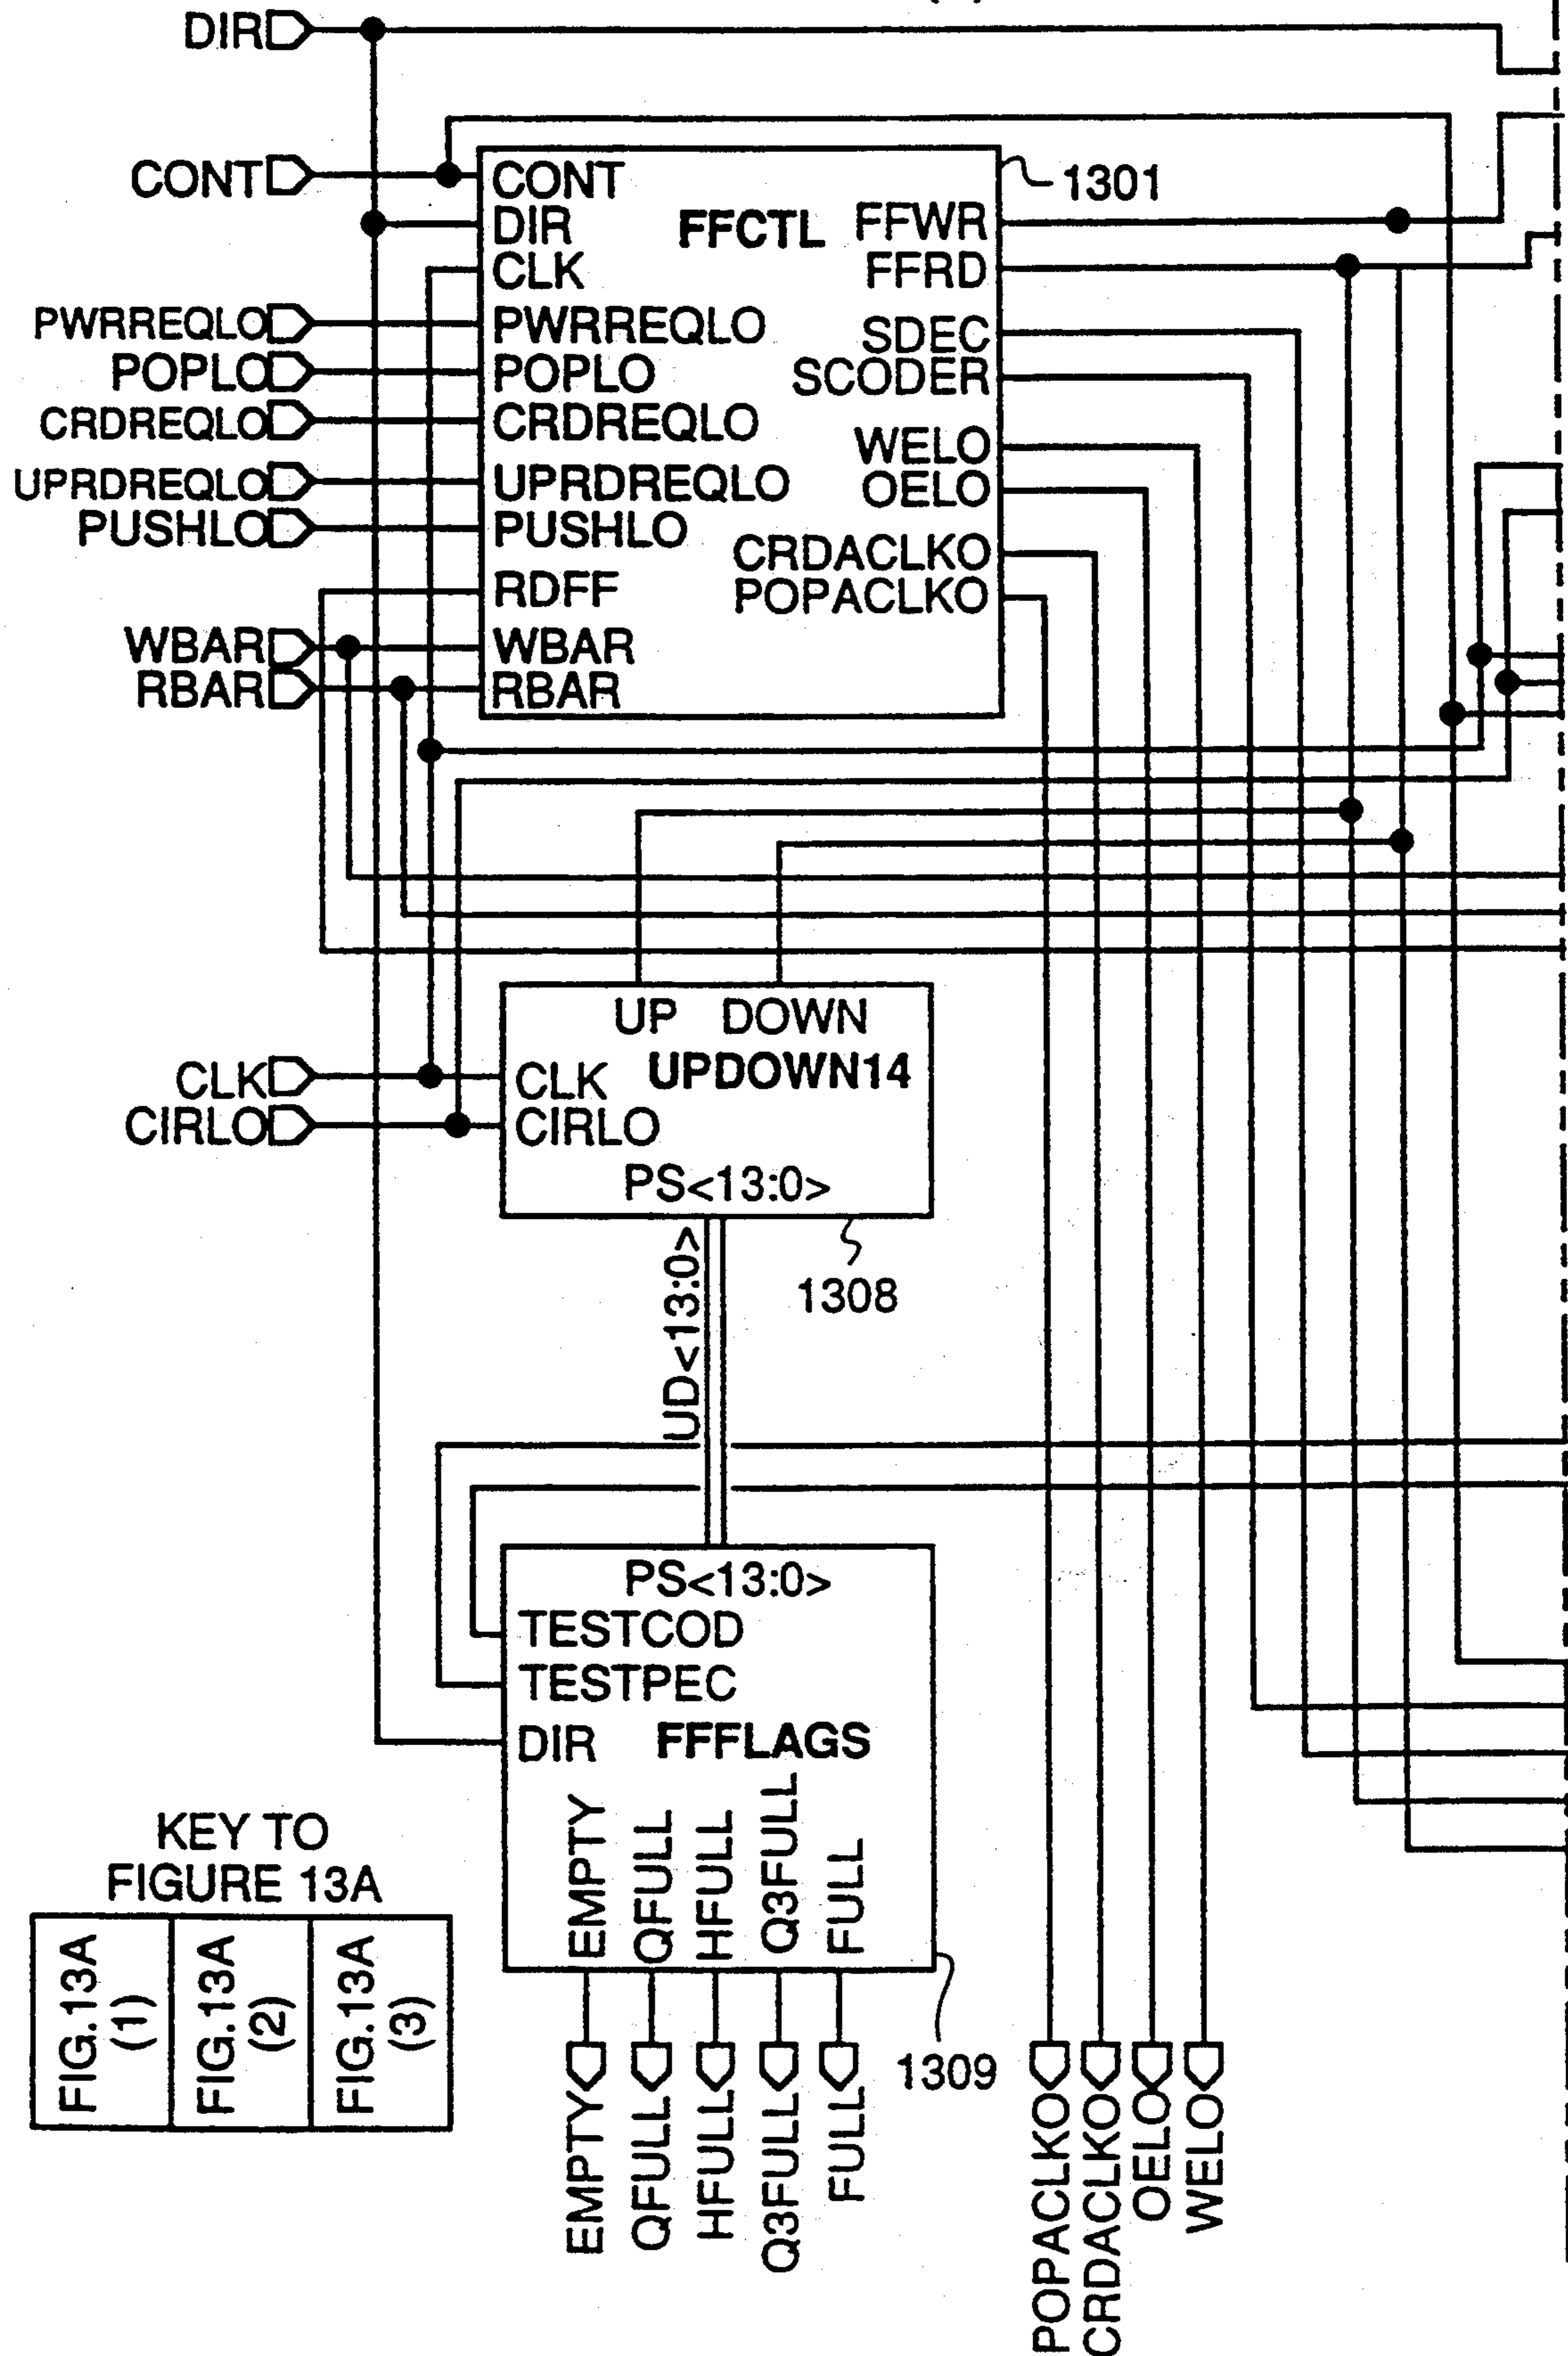 DIR
CONT
CONT
1301
DIR
FFCTL
FFWR
CLK
FFRD
PWRREQLO
PWRREQLO
SDEC
POPLO
POPLO
SCODER
CRDREQLO
CRDREQLO
WELO
UPRDREQLO
UPRDREQLO
OELO
PUSHLO
PUSHLO
CRDACLKO
RDFF
POPACLKO
WBAR
WBAR
RBAR
RBAR
UP DOWN
UPDOWN14
CLK
CLK
CIRLO
CIRLO
PS<13:0>
1308
UD<13:0>
PS<13:0>
TESTCOD
TESTPEC
DIR
FFFLAGS
EMPTY
QFULL
HFULL
Q3FULL
FULL
1309
EMPTY
QFULL
HFULL
Q3FULL
FULL
POPACLKO
CRDACLKO
OELO
WELO
KEY TO
FIGURE 13A
FIG.13A
(1)
FIG.13A
(2)
FIG.13A
(3)